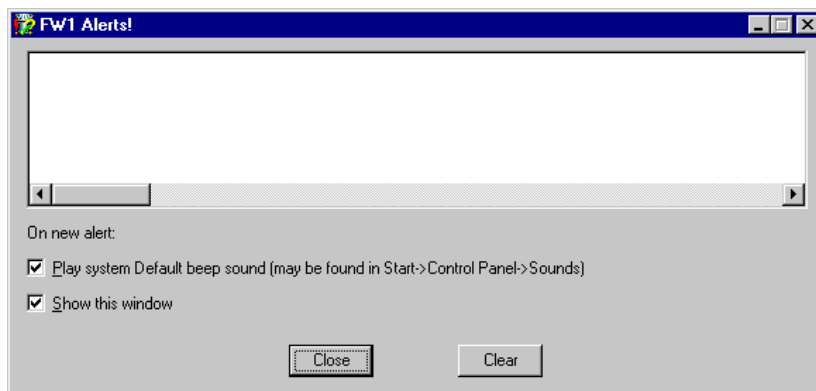 FW1 Alerts!
On new alert:
Play system Default beep sound (may be found in Start->Control Panel->Sounds)
Show this window
Close Clear